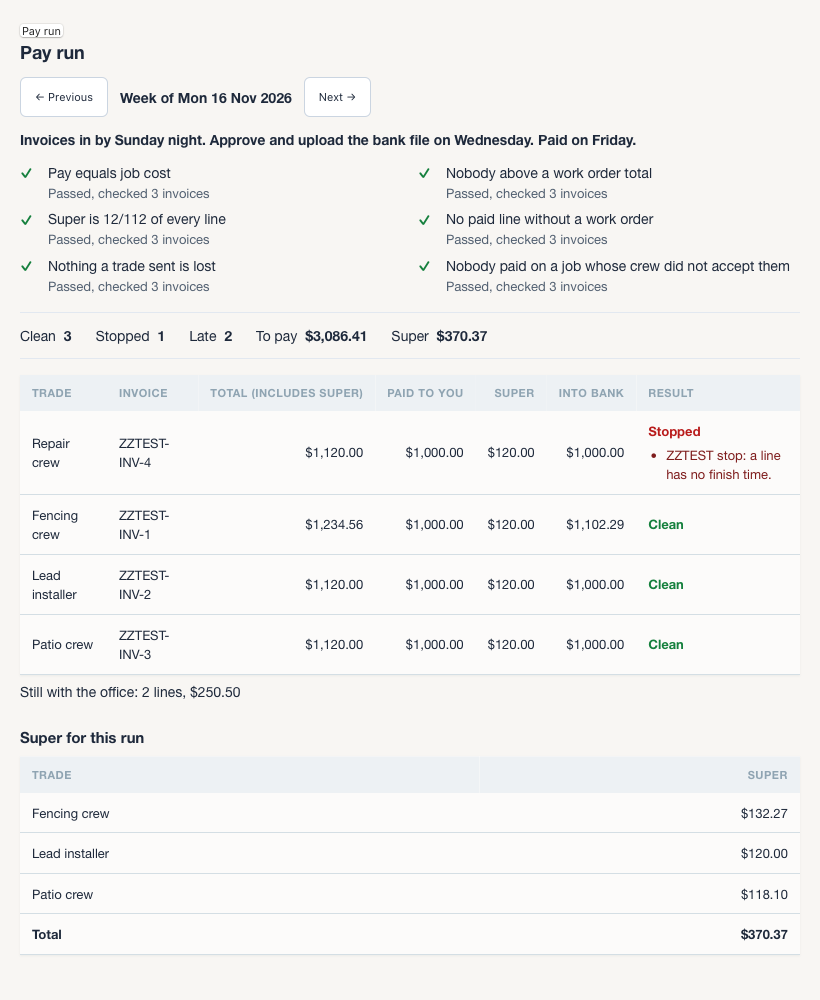 Pay run
Pay run
← Previous
Week of Mon 16 Nov 2026
Next →
Invoices in by Sunday night. Approve and upload the bank file on Wednesday. Paid on Friday.
Pay equals job cost
Passed, checked 3 invoices
Nobody above a work order total
Passed, checked 3 invoices
Super is 12/112 of every line
Passed, checked 3 invoices
No paid line without a work order
Passed, checked 3 invoices
Nothing a trade sent is lost
Passed, checked 3 invoices
Nobody paid on a job whose crew did not accept them
Passed, checked 3 invoices
Clean 3 Stopped 1 Late 2 To pay $3,086.41 Super $370.37
TRADE INVOICE TOTAL (INCLUDES SUPER) PAID TO YOU SUPER INTO BANK RESULT
Repair crew ZZTEST-INV-4 $1,120.00 $1,000.00 $120.00 $1,000.00 Stopped
• ZZTEST stop: a line has no finish time.
Fencing crew ZZTEST-INV-1 $1,234.56 $1,000.00 $120.00 $1,102.29 Clean
Lead installer ZZTEST-INV-2 $1,120.00 $1,000.00 $120.00 $1,000.00 Clean
Patio crew ZZTEST-INV-3 $1,120.00 $1,000.00 $120.00 $1,000.00 Clean
Still with the office: 2 lines, $250.50
Super for this run
TRADE SUPER
Fencing crew $132.27
Lead installer $120.00
Patio crew $118.10
Total $370.37